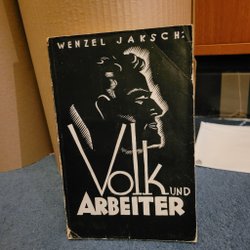 WENZEL JAKSCH:
Volk UND
ARBEITER